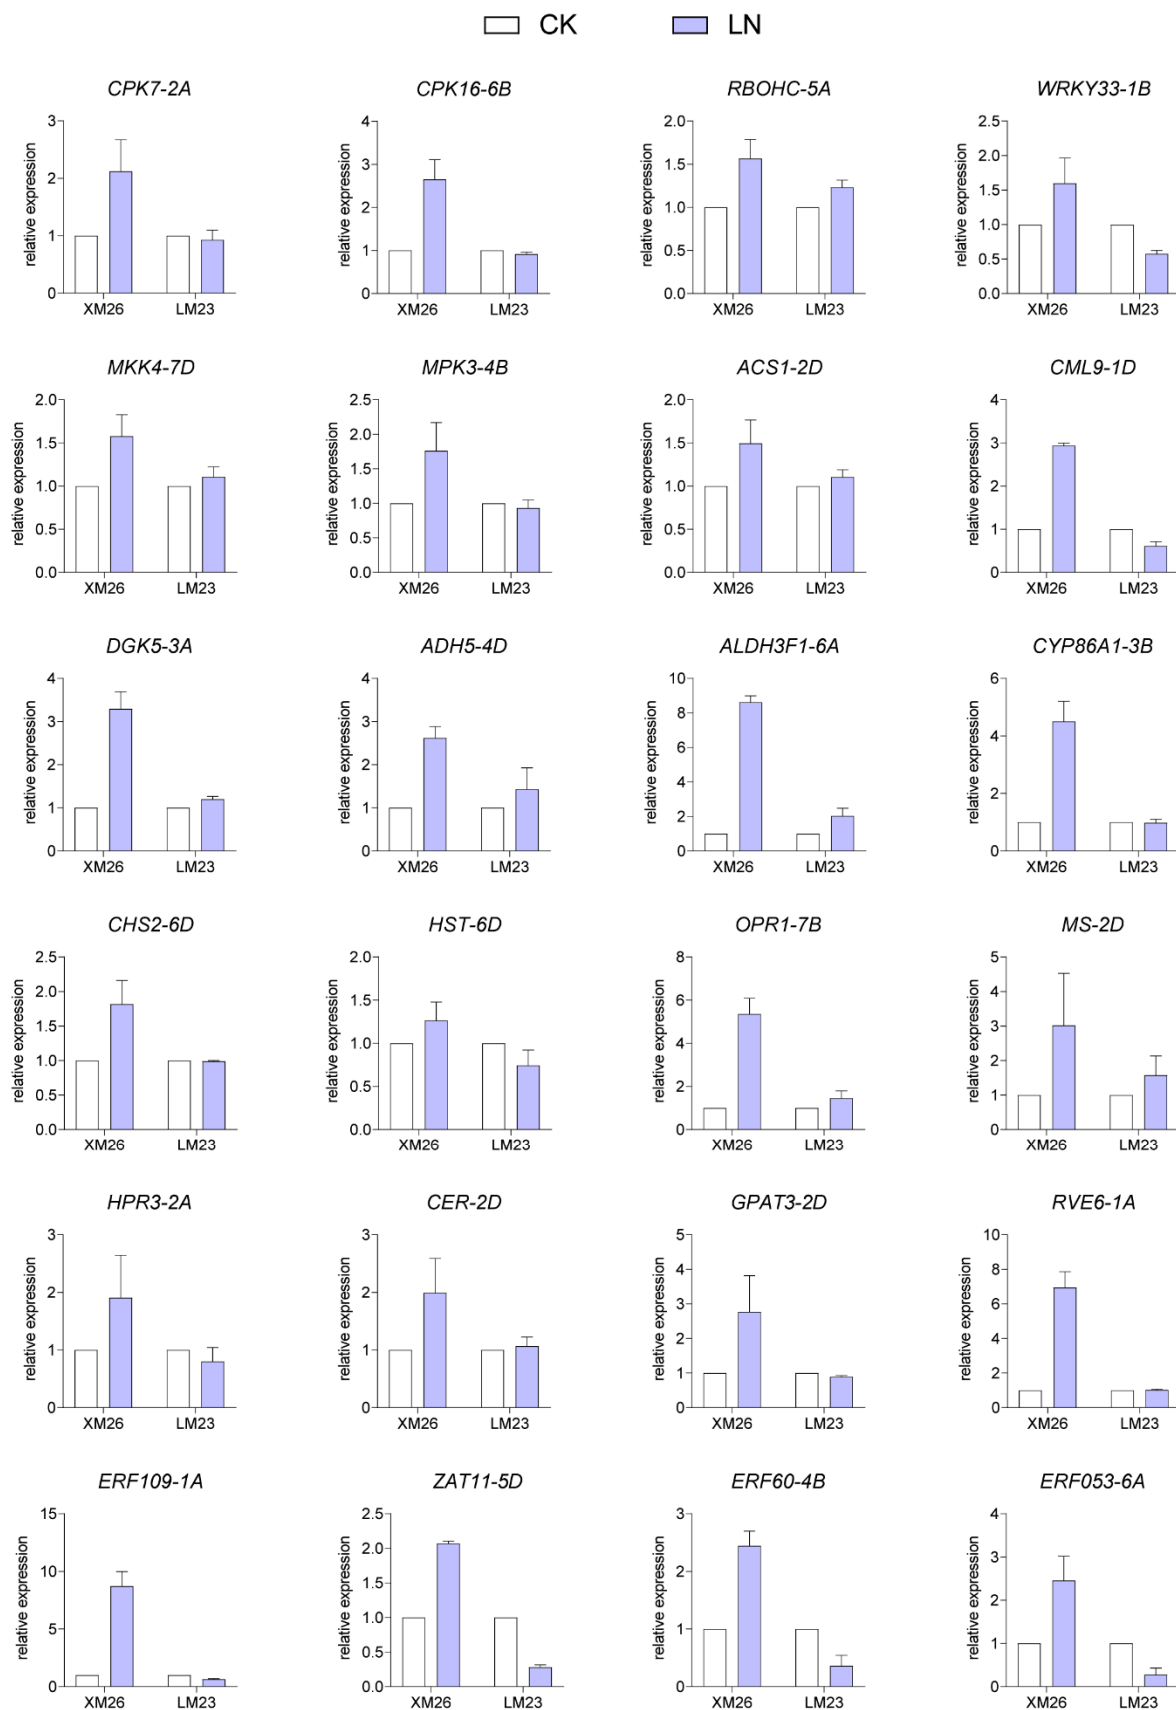 CK LN
CPK7-2A CPK16-6B RBOHC-5A WRKY33-1B
relative expression relative expression relative expression relative expression
3 2 1 0
4 3 2 1 0
2.0 1.5 1.0 0.5 0.0
2.5 2.0 1.5 1.0 0.5 0.0
XM26 LM23 XM26 LM23 XM26 LM23 XM26 LM23
MKK4-7D MPK3-4B ACS1-2D CML9-1D
relative expression relative expression relative expression relative expression
2.0 1.5 1.0 0.5 0.0
2.5 2.0 1.5 1.0 0.5 0.0
2.0 1.5 1.0 0.5 0.0
4 3 2 1 0
XM26 LM23 XM26 LM23 XM26 LM23 XM26 LM23
DGK5-3A ADH5-4D ALDH3F1-6A CYP86A1-3B
relative expression relative expression relative expression relative expression
4 3 2 1 0
4 3 2 1 0
10 8 6 4 2 0
6 4 2 0
XM26 LM23 XM26 LM23 XM26 LM23 XM26 LM23
CHS2-6D HST-6D OPR1-7B MS-2D
relative expression relative expression relative expression relative expression
2.5 2.0 1.5 1.0 0.5 0.0
2.0 1.5 1.0 0.5 0.0
8 6 4 2 0
5 4 3 2 1 0
XM26 LM23 XM26 LM23 XM26 LM23 XM26 LM23
HPR3-2A CER-2D GPAT3-2D RVE6-1A
relative expression relative expression relative expression relative expression
3 2 1 0
3 2 1 0
5 4 3 2 1 0
10 8 6 4 2 0
XM26 LM23 XM26 LM23 XM26 LM23 XM26 LM23
ERF109-1A ZAT11-5D ERF60-4B ERF053-6A
relative expression relative expression relative expression relative expression
15 10 5 0
2.5 2.0 1.5 1.0 0.5 0.0
3 2 1 0
4 3 2 1 0
XM26 LM23 XM26 LM23 XM26 LM23 XM26 LM23